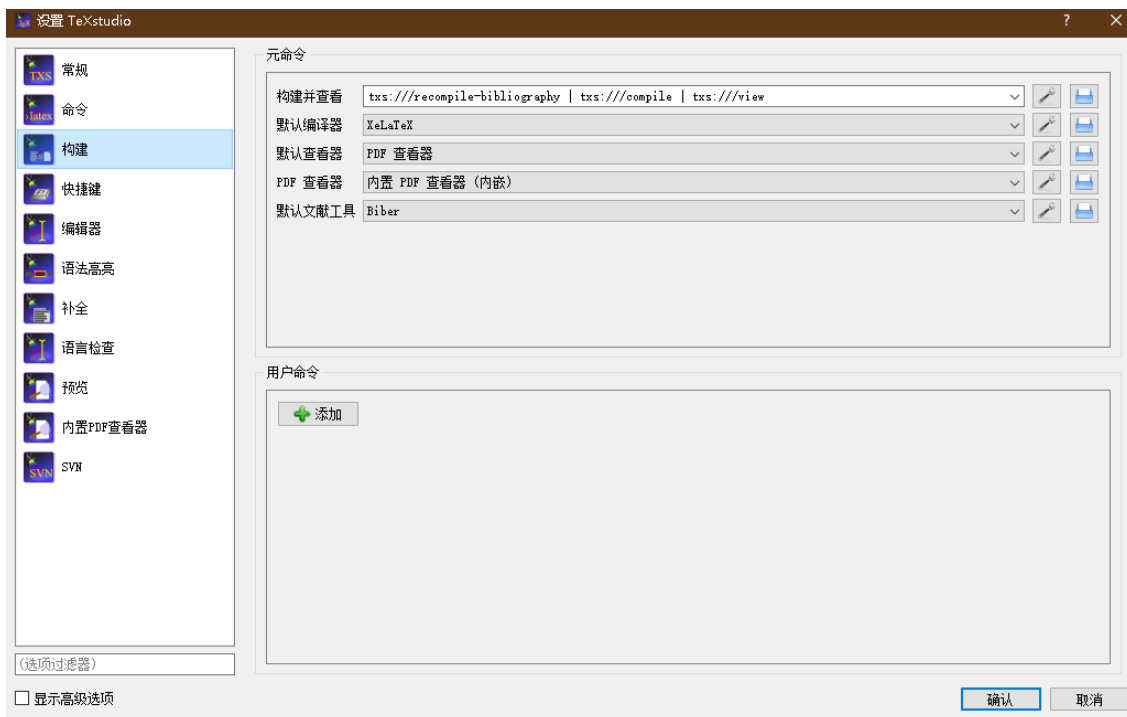 设置 TeXstudio
常规
命令
构建
快捷键
编辑器
语法高亮
补全
语言检查
预览
内置PDF查看器
SVN
(选项过滤器)
显示高级选项
元命令
构建并查看 txs:///recompile-bibliography | txs:///compile | txs:///view
默认编译器 XeLaTeX
默认查看器 PDF 查看器
PDF 查看器 内置 PDF 查看器 (内嵌)
默认文献工具 Biber
用户命令
添加
确认 取消